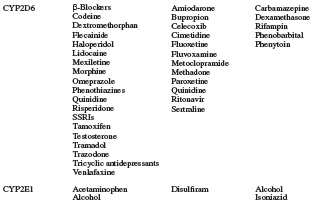 CYP2D6 β-Blockers Amiodarone Carbamazepine
Codeine Bupropion Dexamethasone
Dextromethorphan Celecoxib Rifampin
Flecainide Cimetidine Phenobarbital
Haloperidol Fluoxetine Phenytoin
Lidocaine Fluvoxamine
Mexiletine Metoclopramide
Morphine Methadone
Omeprazole Paroxetine
Phenothiazines Quinidine
Quinidine Ritonavir
Risperidone Sertraline
SSRIs
Tamoxifen
Testosterone
Tramadol
Trazodone
Tricyclic antidepressants
Venlafaxine
CYP2E1 Acetaminophen Disulfiram Alcohol
Alcohol Isoniazid